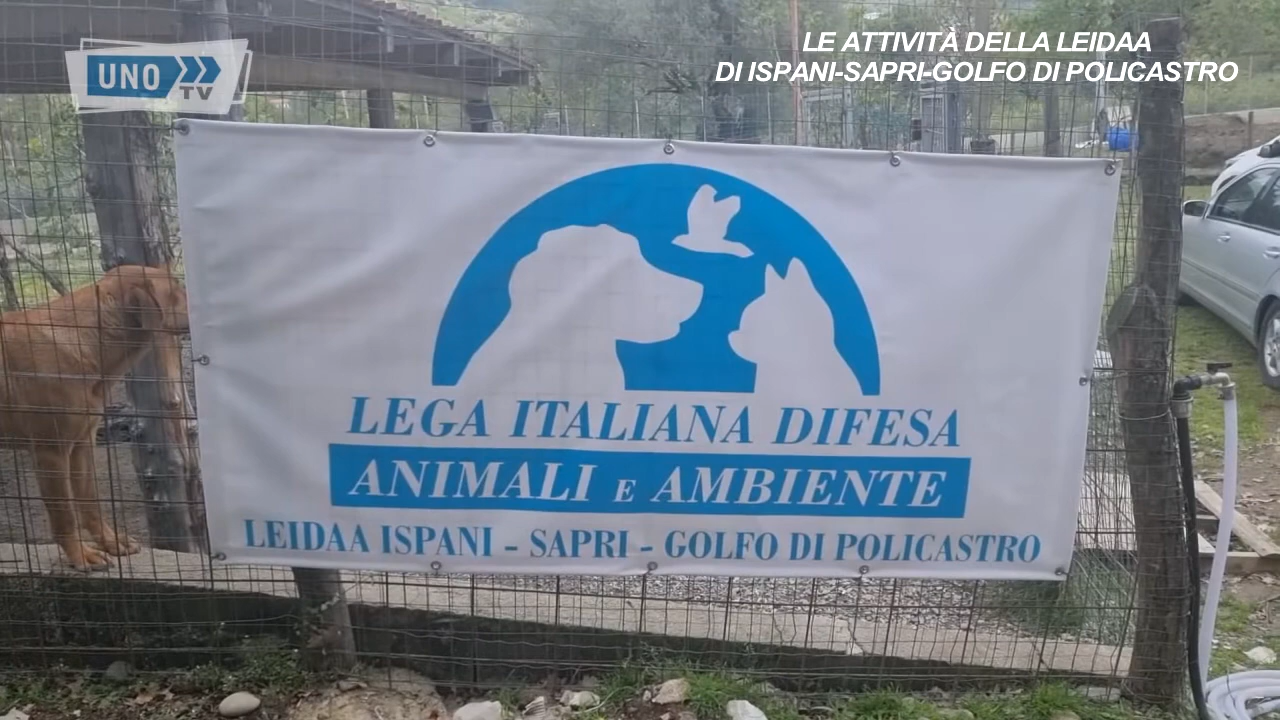 UNO
TV
LE ATTIVITÀ DELLA LEIDAA
DI ISPANI-SAPRI-GOLFO DI POLICASTRO
LEGA ITALIANA DIFESA
ANIMALI E AMBIENTE
LEIDAA ISPANI - SAPRI - GOLFO DI POLICASTRO